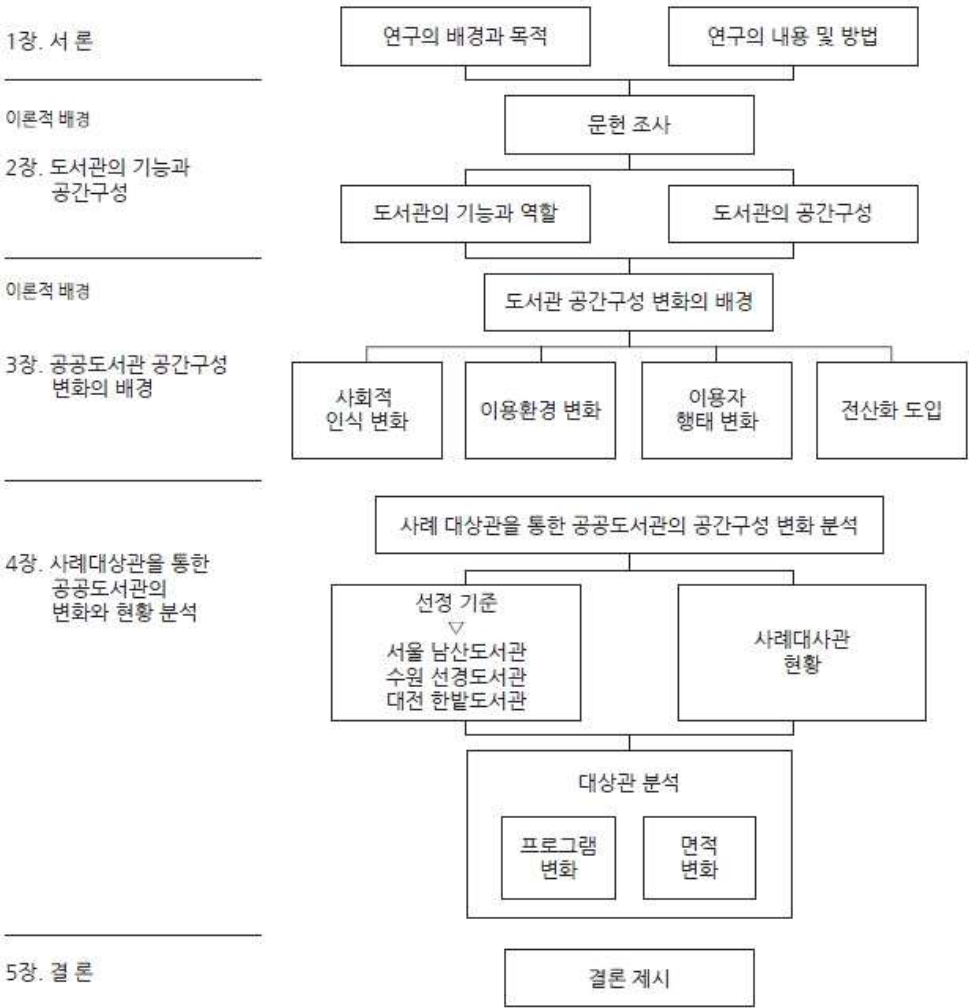 1장. 서 론
연구의 배경과 목적
연구의 내용 및 방법
이론적 배경
문헌 조사
2장. 도서관의 기능과
공간구성
도서관의 기능과 역할
도서관의 공간구성
이론적 배경
도서관 공간구성 변화의 배경
3장. 공공도서관 공간구성
변화의 배경
사회적
인식 변화
이용환경 변화
이용자
행태 변화
전산화 도입
사례 대상관을 통한 공공도서관의 공간구성 변화 분석
4장. 사례대상관을 통한
공공도서관의
변화와 현황 분석
선정 기준
▽
서울 남산도서관
수원 선경도서관
대전 한밭도서관
사례대사관
현황
대상관 분석
프로그램
변화
면적
변화
5장. 결 론
결론 제시